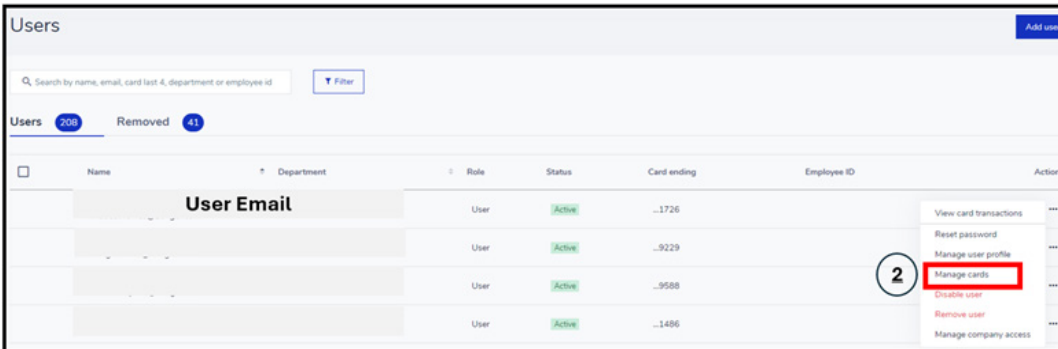 Users
Add use
Search by name, email, card last 4, department or employee id
Filter
Users 208 Removed 41
Name Department Role Status Card ending Employee ID Action
User Email
User Active ...1726
View card transactions
Reset password
User Active ...9229
Manage user profile
2 Manage cards
User Active ...9588
Disable user
Remove user
User Active ...1486
Manage company access